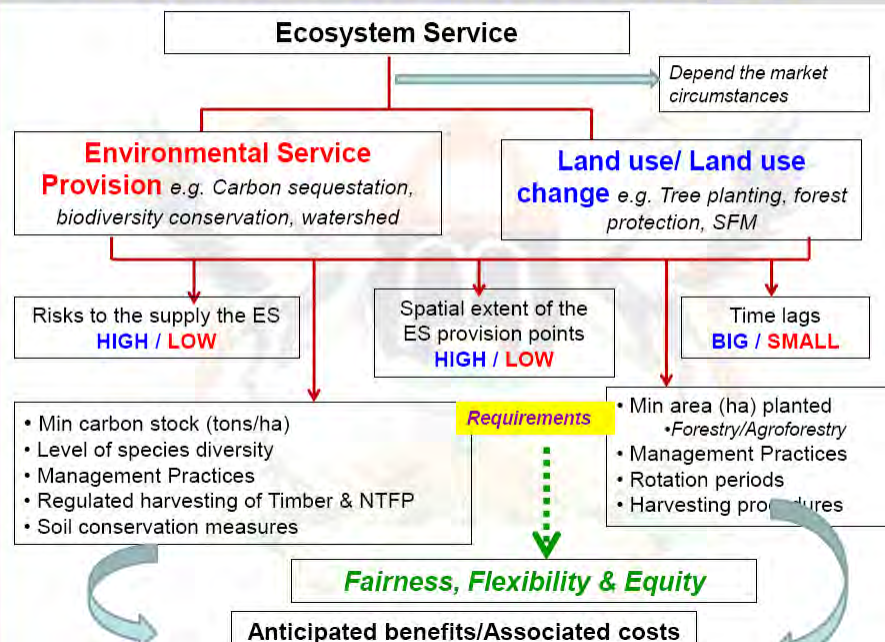 Ecosystem Service
Depend the market
circumstances
Environmental Service
Provision e.g. Carbon sequestation,
biodiversity conservation, watershed
Land use/ Land use
change e.g. Tree planting, forest
protection, SFM
Risks to the supply the ES
HIGH / LOW
Spatial extent of the
ES provision points
HIGH / LOW
Time lags
BIG / SMALL
• Min carbon stock (tons/ha)
• Level of species diversity
• Management Practices
• Regulated harvesting of Timber & NTFP
• Soil conservation measures
Requirements
• Min area (ha) planted
•Forestry/Agroforestry
• Management Practices
• Rotation periods
• Harvesting procedures
Fairness, Flexibility & Equity
Anticipated benefits/Associated costs